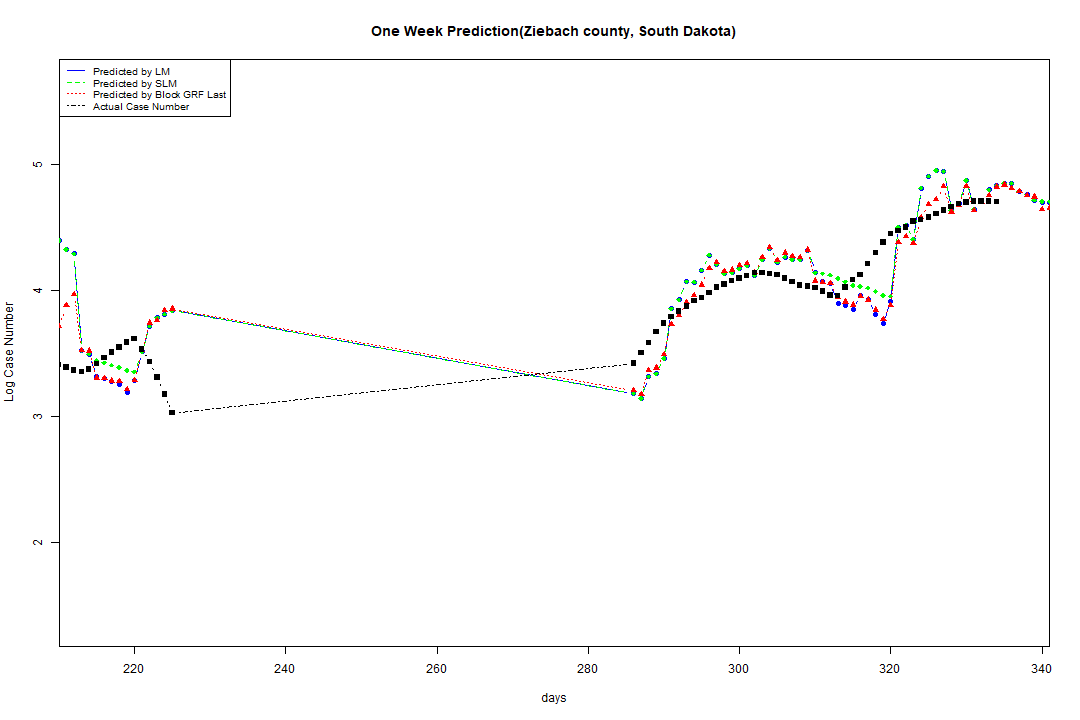 One Week Prediction(Ziebach county, South Dakota)
Predicted by LM
Predicted by SLM
Predicted by Block GRF Last
Actual Case Number
5
4
3
2
Log Case Number
220 240 260 280 300 320 340
days